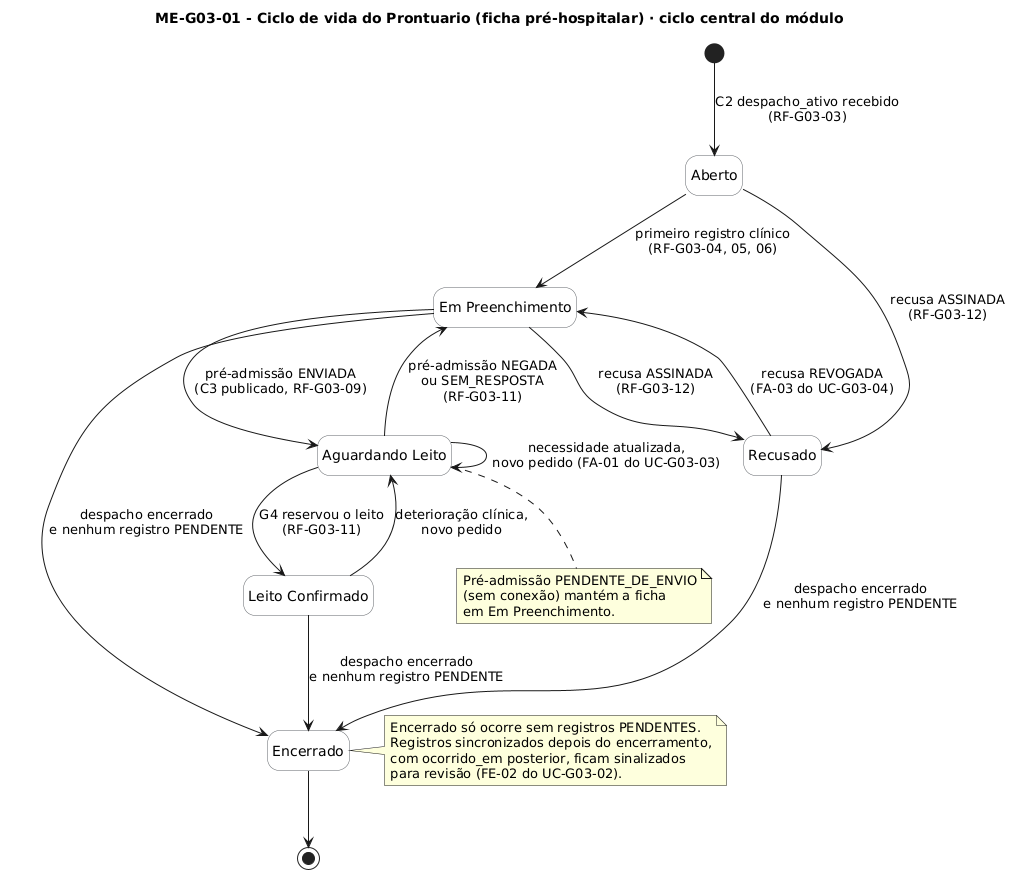 ME-G03-01 - Ciclo de vida do Prontuario (ficha pré-hospitalar) · ciclo central do módulo
C2 despacho_ativo recebido
(RF-G03-03)
Aberto
primeiro registro clínico
(RF-G03-04, 05, 06)
recusa ASSINADA
(RF-G03-12)
Em Preenchimento
pré-admissão ENVIADA
(C3 publicado, RF-G03-09)
pré-admissão NEGADA
ou SEM_RESPOSTA
(RF-G03-11)
recusa ASSINADA
(RF-G03-12)
recusa REVOGADA
(FA-03 do UC-G03-04)
Aguardando Leito
necessidade atualizada,
novo pedido (FA-01 do UC-G03-03)
Recusado
despacho encerrado
e nenhum registro PENDENTE
G4 reservou o leito
(RF-G03-11)
deterioração clínica,
novo pedido
Leito Confirmado
Pré-admissão PENDENTE_DE_ENVIO
(sem conexão) mantém a ficha
em Em Preenchimento.
despacho encerrado
e nenhum registro PENDENTE
despacho encerrado
e nenhum registro PENDENTE
Encerrado
Encerrado só ocorre sem registros PENDENTES.
Registros sincronizados depois do encerramento,
com ocorrido_em posterior, ficam sinalizados
para revisão (FE-02 do UC-G03-02).